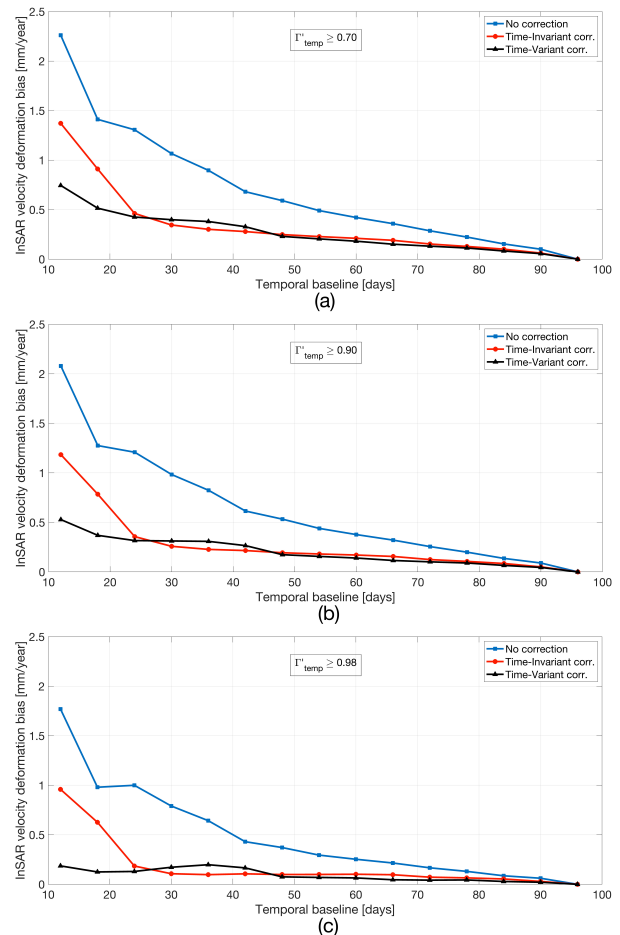 2.5
No correction
Time-Invariant corr.
Time-Variant corr.
Γ'temp ≥ 0.70
2
1.5
1
0.5
0
InSAR velocity deformation bias [mm/year]
10 20 30 40 50 60 70 80 90 100
Temporal baseline [days]
(a)
2.5
No correction
Time-Invariant corr.
Time-Variant corr.
Γ'temp ≥ 0.90
2
1.5
1
0.5
0
InSAR velocity deformation bias [mm/year]
10 20 30 40 50 60 70 80 90 100
Temporal baseline [days]
(b)
2.5
No correction
Time-Invariant corr.
Time-Variant corr.
Γ'temp ≥ 0.98
2
1.5
1
0.5
0
InSAR velocity deformation bias [mm/year]
10 20 30 40 50 60 70 80 90 100
Temporal baseline [days]
(c)